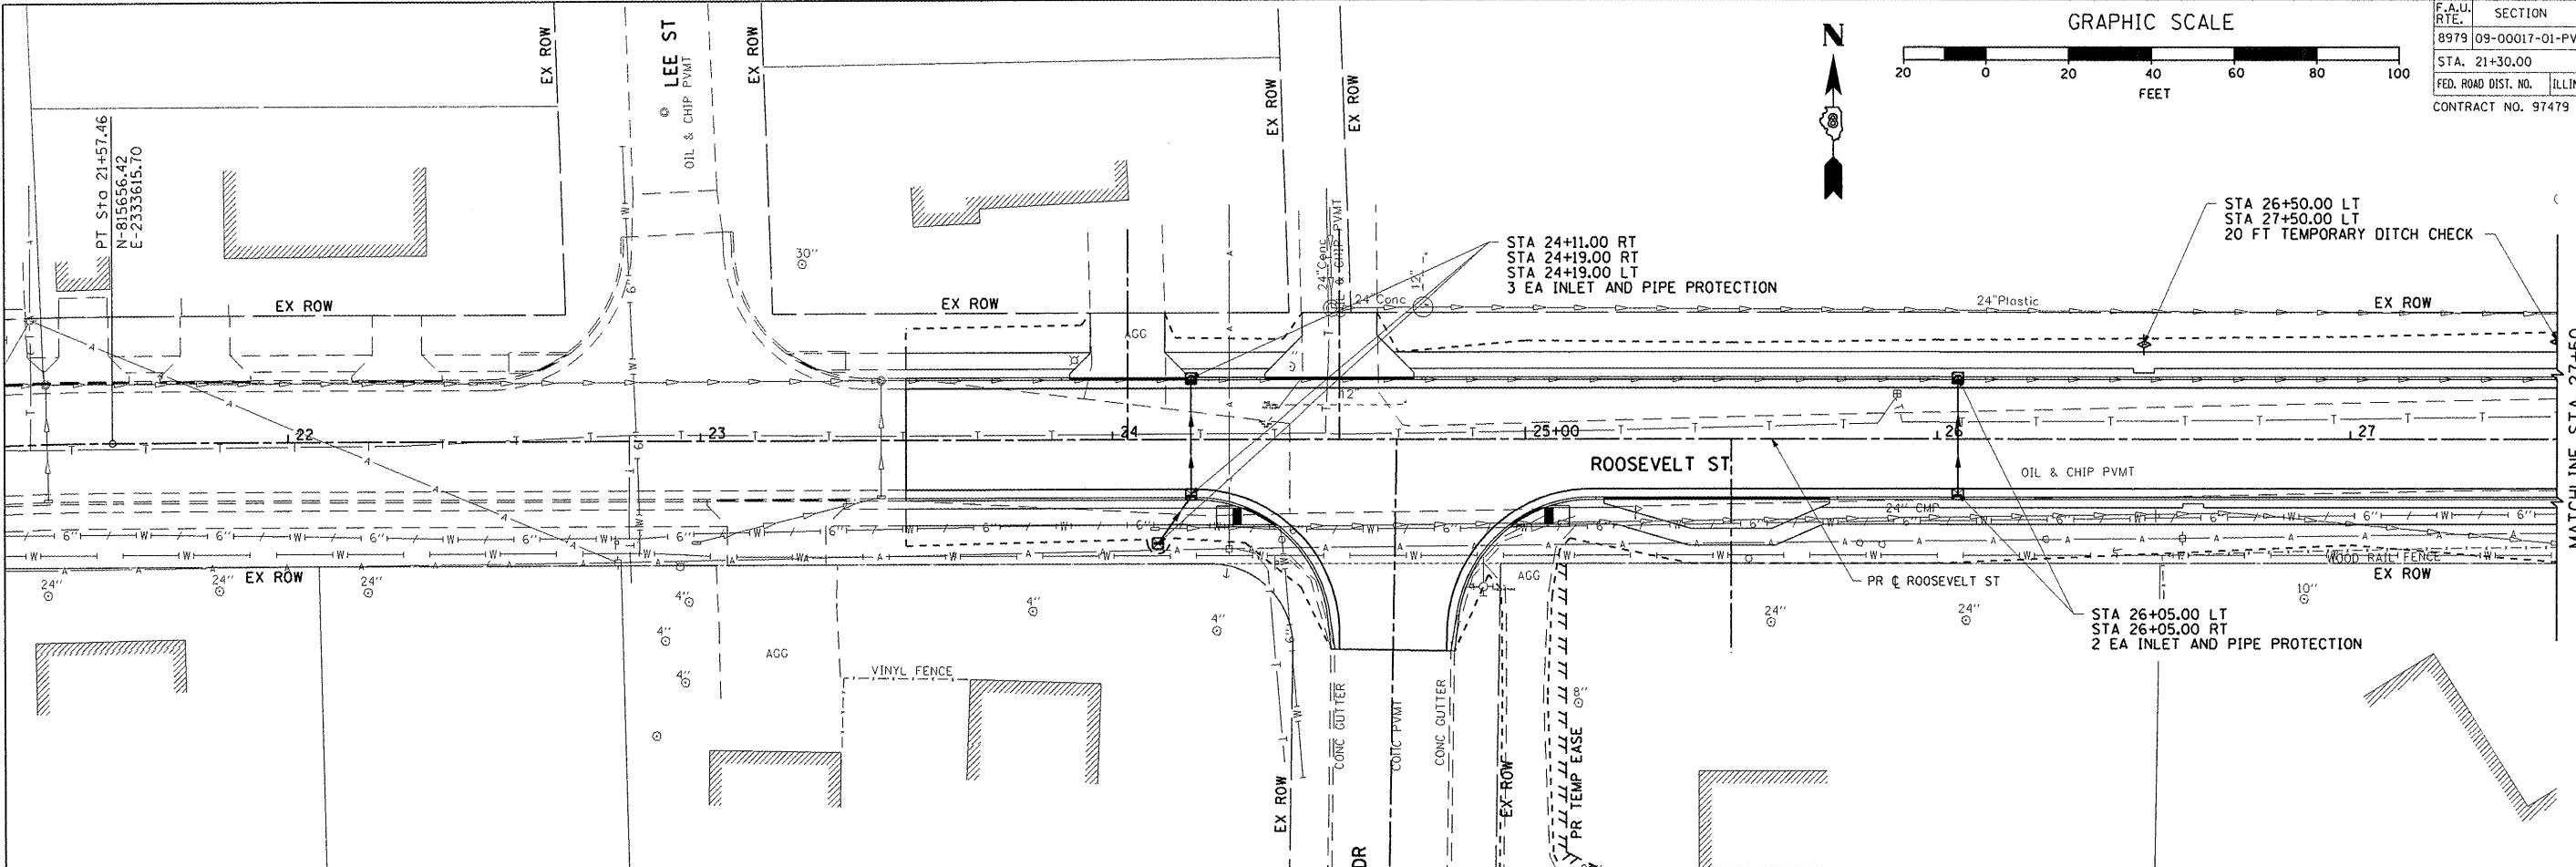 GRAPHIC SCALE
20 0 20 40 60 80 100
FEET
N
F.A.U. RTE. SECTION
8979 09-00017-01-PV
STA. 21+30.00
FED. ROAD DIST. NO.
CONTRACT NO. 97479
EX ROW
LEE ST
OIL & CHIP PVMT
EX ROW
EX ROW
EX ROW
PT Sta 21+57.46
N-815656.42
E-2333615.70
30"
24"Conc
12"
STA 24+11.00 RT
STA 24+19.00 RT
STA 24+19.00 LT
3 EA INLET AND PIPE PROTECTION
STA 26+50.00 LT
STA 27+50.00 LT
20 FT TEMPORARY DITCH CHECK
EX ROW
EX ROW
24"Conc
24"Plastic
EX ROW
AGG
12"
22
23
24
25+00
26
27
MATCHLINE STA 27+50
ROOSEVELT ST
OIL & CHIP PVMT
24" CMP
WOOD RAIL FENCE
EX ROW
EX ROW
24"
24"
24"
4"
4"
4"
4"
4"
AGG
PR ℄ ROOSEVELT ST
24"
24"
10"
STA 26+05.00 LT
STA 26+05.00 RT
2 EA INLET AND PIPE PROTECTION
AGG
VINYL FENCE
8"
CONC GUTTER
CONC GUTTER
EX ROW
EX ROW
PR TEMP EASE
DR